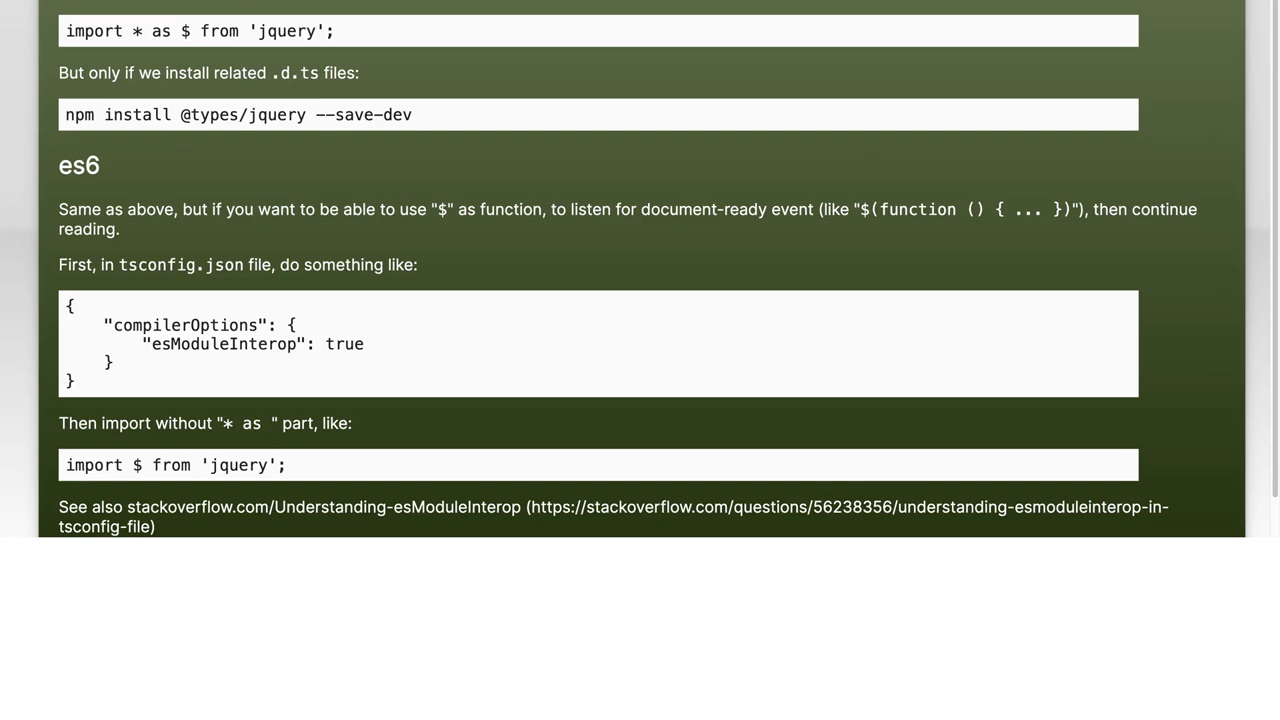 import * as $ from 'jquery';
But only if we install related .d.ts files:
npm install @types/jquery --save-dev
es6
Same as above, but if you want to be able to use "$" as function, to listen for document-ready event (like "$(function () { ... })"), then continue
reading.
First, in tsconfig.json file, do something like:
{
    "compilerOptions": {
        "esModuleInterop": true
    }
}
Then import without "* as " part, like:
import $ from 'jquery';
See also stackoverflow.com/Understanding-esModuleInterop (https://stackoverflow.com/questions/56238356/understanding-esmoduleinterop-in-
tsconfig-file)